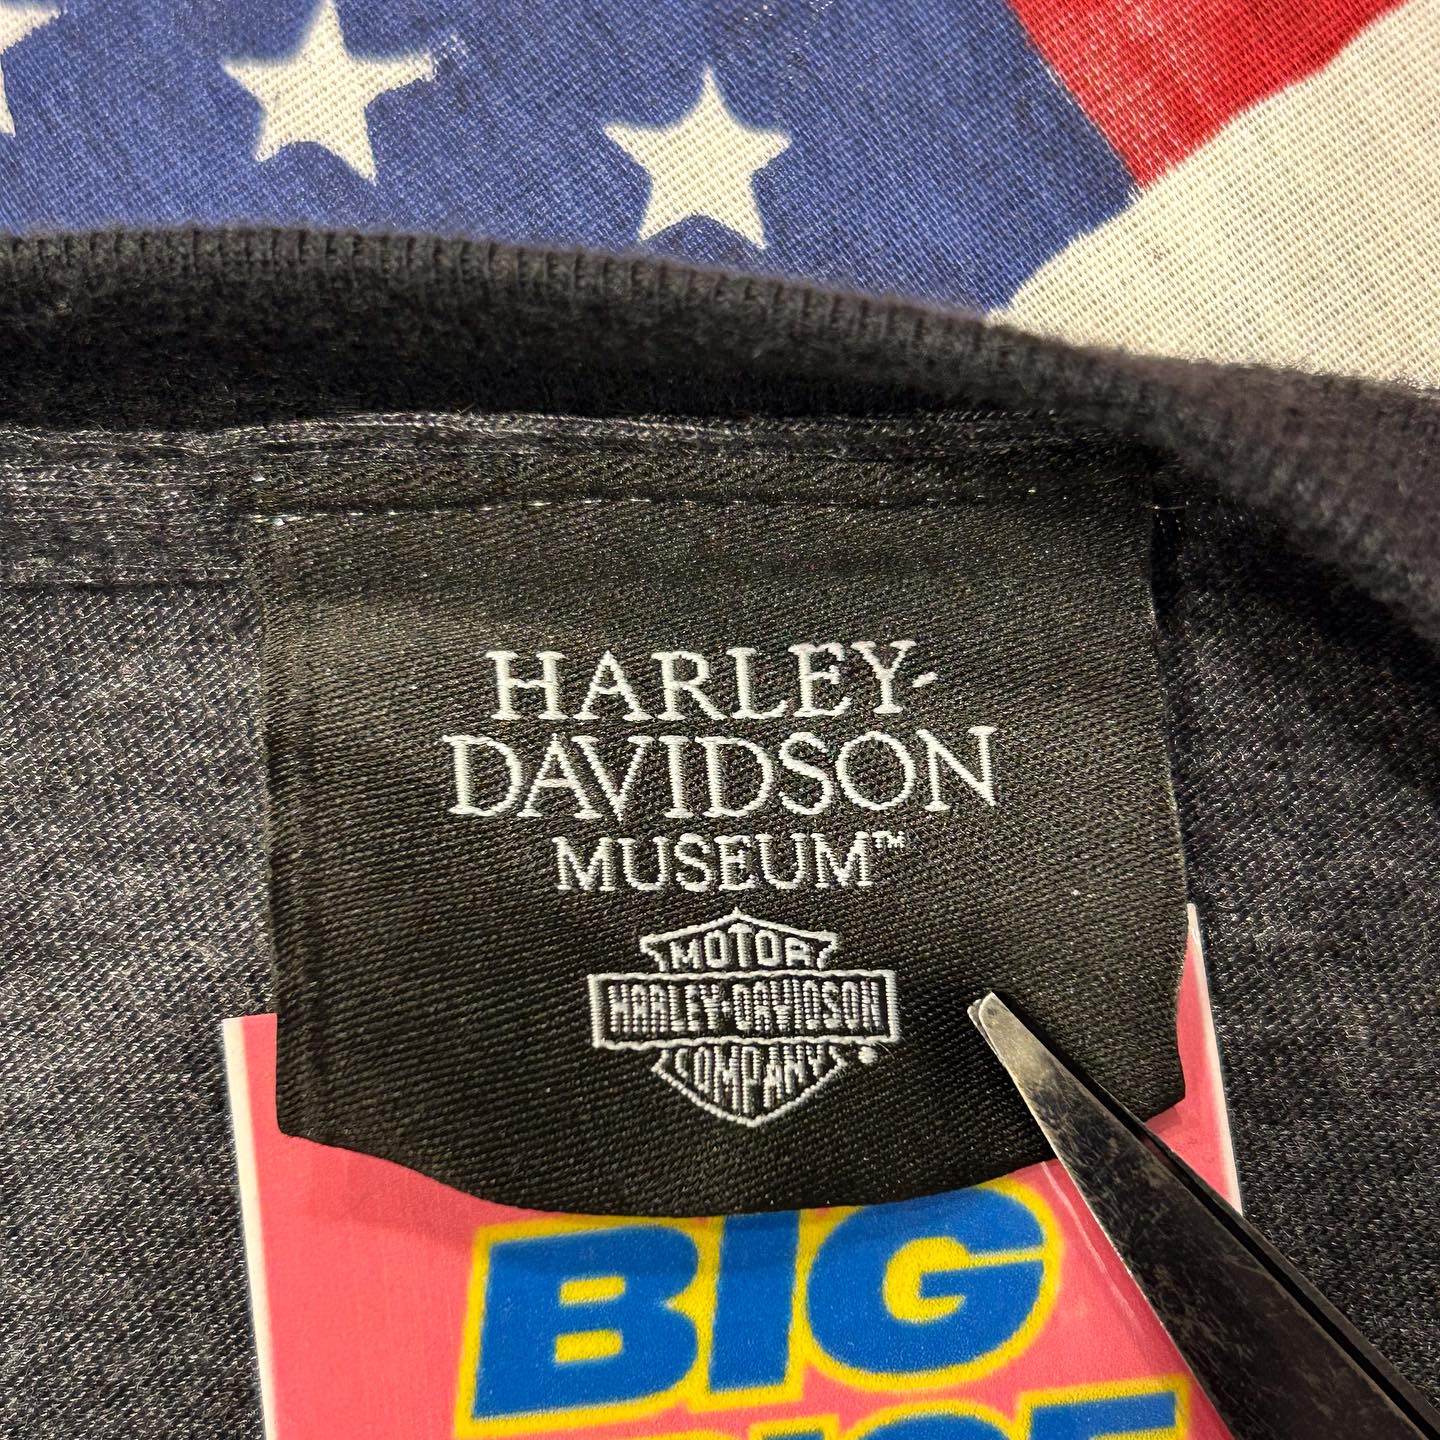 HARLEY-
DAVIDSON
MUSEUM™
MOTOR
HARLEY-DAVIDSON
COMPANY
BIG